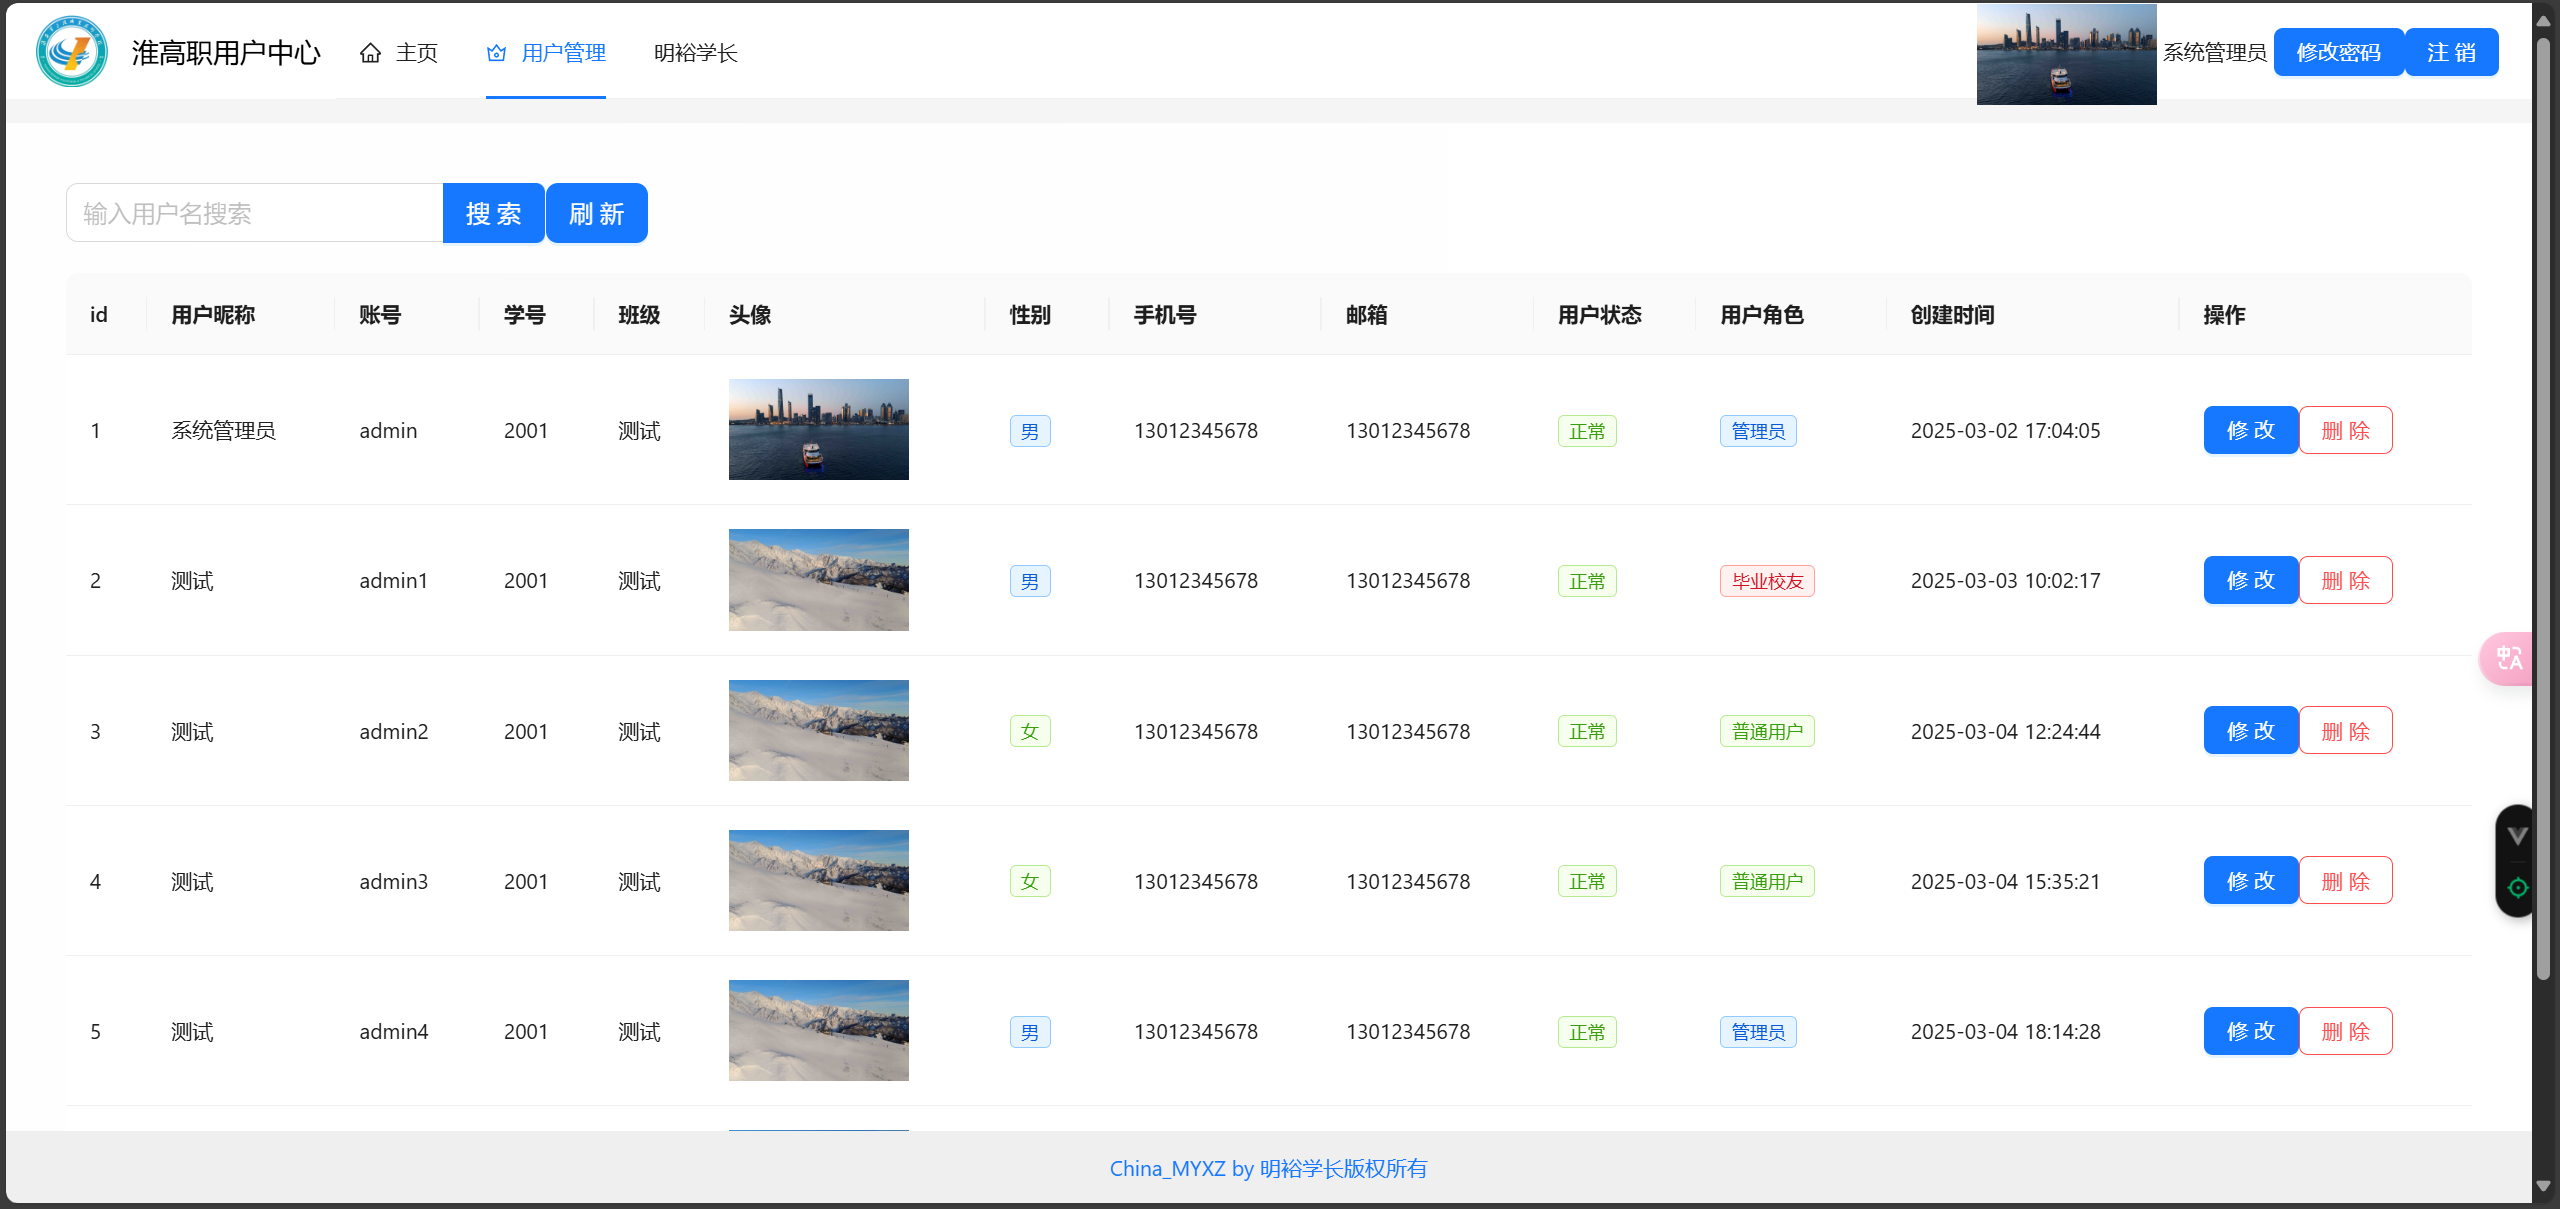 淮高职用户中心 主页 用户管理 明裕学长 系统管理员 修改密码 注 销
输入用户名搜索 搜 索 刷 新
id 用户昵称 账号 学号 班级 头像 性别 手机号 邮箱 用户状态 用户角色 创建时间 操作
1 系统管理员 admin 2001 测试 男 13012345678 13012345678 正常 管理员 2025-03-02 17:04:05 修 改 删 除
2 测试 admin1 2001 测试 男 13012345678 13012345678 正常 毕业校友 2025-03-03 10:02:17 修 改 删 除
3 测试 admin2 2001 测试 女 13012345678 13012345678 正常 普通用户 2025-03-04 12:24:44 修 改 删 除
4 测试 admin3 2001 测试 女 13012345678 13012345678 正常 普通用户 2025-03-04 15:35:21 修 改 删 除
5 测试 admin4 2001 测试 男 13012345678 13012345678 正常 管理员 2025-03-04 18:14:28 修 改 删 除
China_MYXZ by 明裕学长版权所有